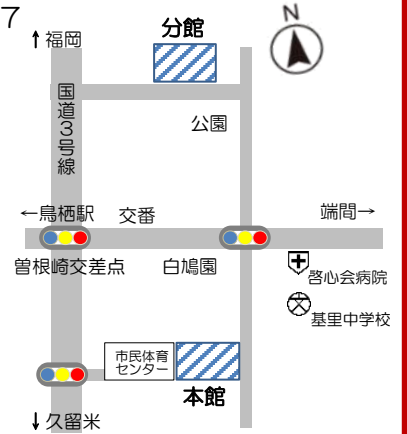 7
↑福岡
分館
N
国道3号線
公園
←鳥栖駅
交番
端間→
曽根崎交差点
白鳩園
啓心会病院
基里中学校
市民体育
センター
本館
↓久留米